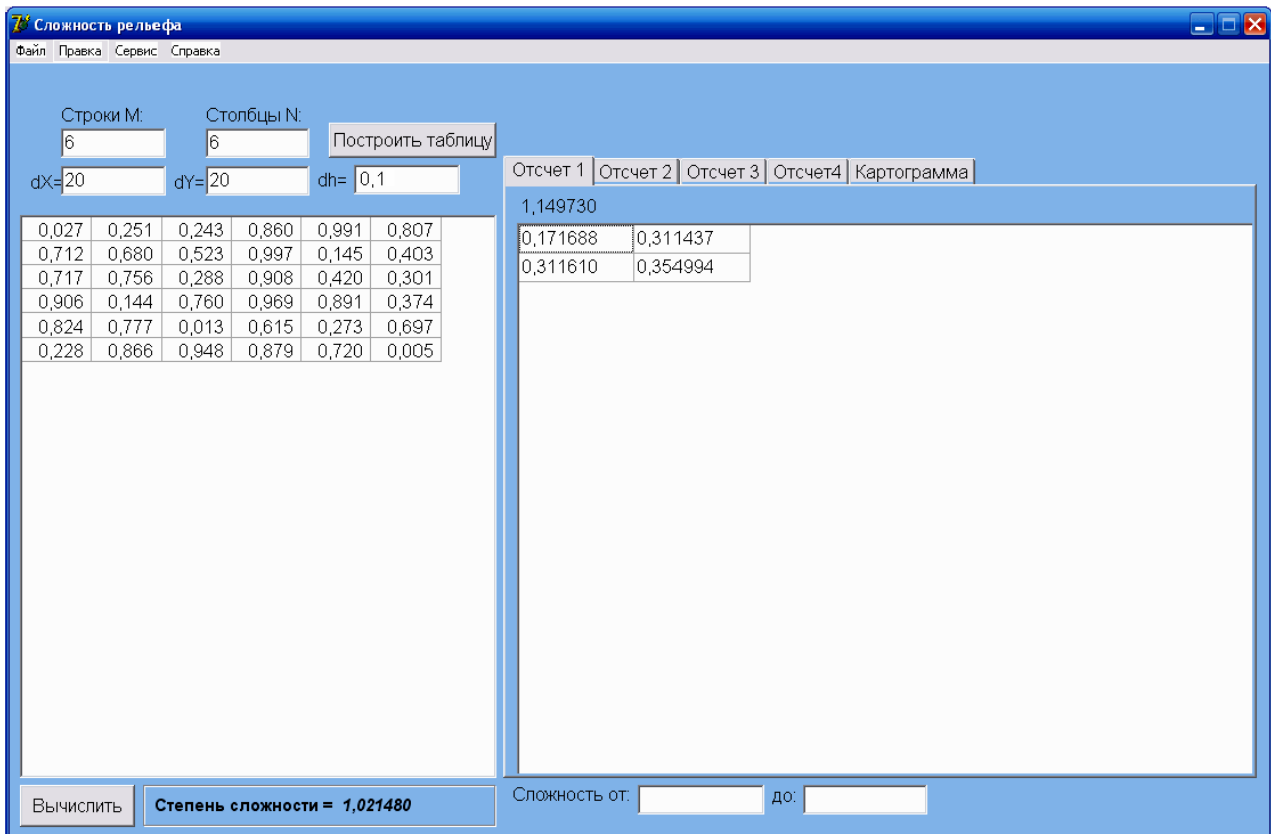 Сложность рельефа
Файл Правка Сервис Справка
Строки M: Столбцы N:
6 6 Построить таблицу
dX= 20 dY= 20 dh= 0,1
0,027 0,251 0,243 0,860 0,991 0,807
0,712 0,680 0,523 0,997 0,145 0,403
0,717 0,756 0,288 0,908 0,420 0,301
0,906 0,144 0,760 0,969 0,891 0,374
0,824 0,777 0,013 0,615 0,273 0,697
0,228 0,866 0,948 0,879 0,720 0,005
Отсчет 1 Отсчет 2 Отсчет 3 Отсчет4 Картограмма
1,149730
0,171688 0,311437
0,311610 0,354994
Вычислить Степень сложности = 1,021480
Сложность от: до: